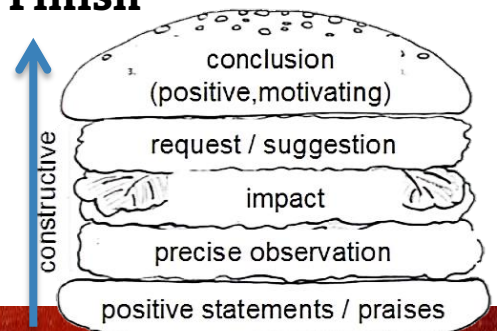 Finish
conclusion
(positive,motivating)
request / suggestion
impact
precise observation
positive statements / praises
constructive